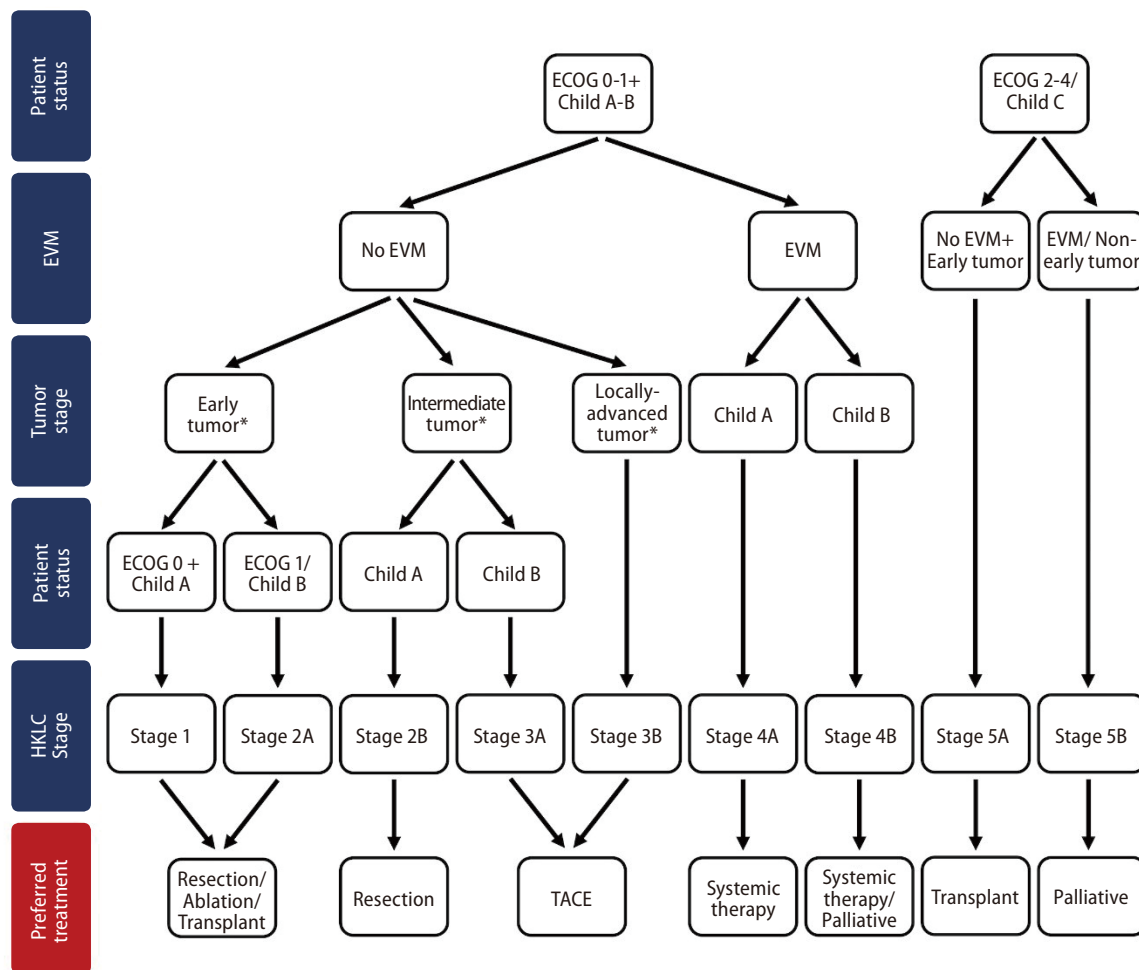 Patient
status
ECOG 0-1+
Child A-B
ECOG 2-4/
Child C
EVM
No EVM
EVM
No EVM+
Early tumor
EVM/ Non-
early tumor
Tumor
stage
Early
tumor*
Intermediate
tumor*
Locally-
advanced
tumor*
Child A
Child B
Patient
status
ECOG 0 +
Child A
ECOG 1/
Child B
Child A
Child B
HKLC
Stage
Stage 1
Stage 2A
Stage 2B
Stage 3A
Stage 3B
Stage 4A
Stage 4B
Stage 5A
Stage 5B
Preferred
treatment
Resection/
Ablation/
Transplant
Resection
TACE
Systemic
therapy
Systemic
therapy/
Palliative
Transplant
Palliative